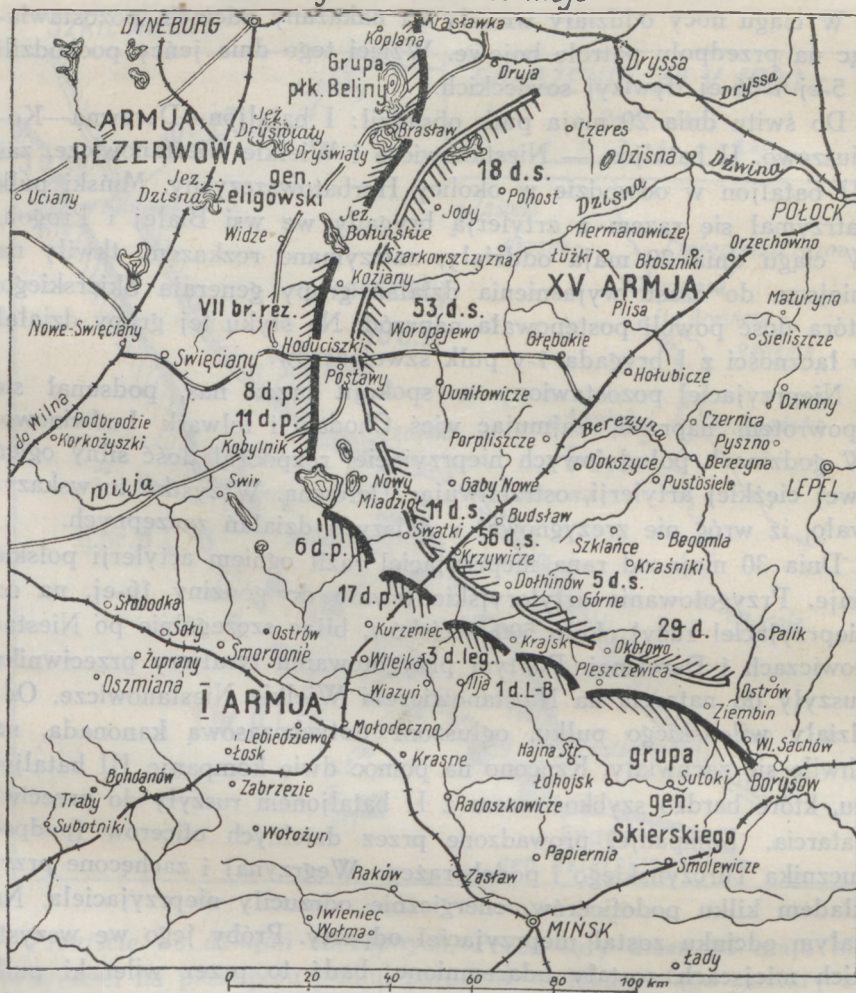 DYNEBURG
Krasławka
Kopłana
Grupa
płk. Beliny
Druja
Dryssa
Dryssa
ARMJA
REZERWOWA
Jez.
Dryświaty
Dryświaty
Brasław
Czeres
Dzisna
Dźwina
gen.
Żeligowski
Jez.
Dzisna
Uciany
18 d.s.
Pohost
Dzisna
POŁOCK
Widze
Jez.
Bohińskie
Jody
Hermanowicze
Szarkowszczyzna
Łużki
Błoszniki
Orzechówno
Koziany
XV ARMJA
Plisa
Maturyno
VII br. rez.
53.d.s.
Woropajewo
Sieliszcze
Nowe-Święciany
Święciany
Hoduciszki
Głębokie
Postawy
Hołubicze
8 d.p.
11 d.p.
Duniłowicze
Dzwony
do Wilna
Podbrodzie
Korkożyszki
Kobylnik
Porpliszcze
Berezyna
Czernica
Pyszno
Dokszyce
Berezyna
Wilja
Świr
Nowy
Miadzioł
Gaby Nowe
Pustosiele
LEPEL
11 d.s.
Budsław
6 d.p.
Swatki
56 d.s.
Szklańce
Begomla
Krzywicze
Kraśniki
17 d.p.
Dołhinów
5 d.s.
Górne
Słobodka
Soły
Ostrów
Kurzeniec
29 d.
Palik
Smorgonie
Krajsk
Okołowo
Żuprany
Wilejka
3 d. leg.
Pleszczewica
Oszmiana
Wiazyń
Ilja
1 d.L-B
Ostrów
I ARMJA
Ziembin
Mołodeczno
Lebiedziewo
Łosk
Krasne
Hajna St.
grupa
Wl. Sachów
Bohdanów
Zabrzezie
Łohojsk
Sutoki
Borysów
Traby
Radoszkowicze
gen.
Subotniki
Wołożyn
Skierskiego
Papiernia
Smolewicze
Raków
Zasław
Iwieniec
Wołma
MIŃSK
Łady
0 20 40 60 80 100 km